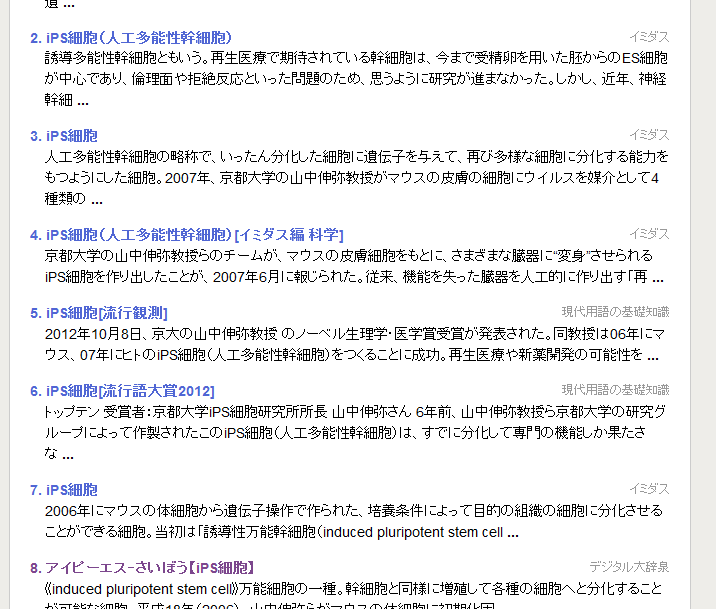 遺 ...
2. iPS細胞(人工多能性幹細胞)
イミダス
誘導多能性幹細胞ともいう。再生医療で期待されている幹細胞は、今まで受精卵を用いた胚からのES細胞
が中心であり、倫理面や拒絶反応といった問題のため、思うように研究が進まなかった。しかし、近年、神経
幹細 ...
3. iPS細胞
イミダス
人工多能性幹細胞の略称で、いったん分化した細胞に遺伝子を与えて、再び多様な細胞に分化する能力を
もつようにした細胞。2007年、京都大学の山中伸弥教授がマウスの皮膚の細胞にウイルスを媒介として4
種類の ...
4. iPS細胞(人工多能性幹細胞)[イミダス編 科学]
イミダス
京都大学の山中伸弥教授らのチームが、マウスの皮膚細胞をもとに、さまざまな臓器に“変身”させられる
iPS細胞を作り出したことが、2007年6月に報じられた。従来、機能を失った臓器を人工的に作り出す「再 ...
5. iPS細胞[流行観測]
現代用語の基礎知識
2012年10月8日、京大の山中伸弥教授 のノーベル生理学・医学賞受賞が発表された。同教授は06年にマ
ウス、07年にヒトのiPS細胞(人工多能性幹細胞)をつくることに成功。再生医療や新薬開発の可能性を ...
6. iPS細胞[流行語大賞2012]
現代用語の基礎知識
トップテン 受賞者:京都大学iPS細胞研究所所長 山中伸弥さん 6年前、山中伸弥教授ら京都大学の研究グ
ループによって作製されたこのiPS細胞(人工多能性幹細胞)は、すでに分化して専門の機能しか果たさ
な ...
7. iPS細胞
イミダス
2006年にマウスの体細胞から遺伝子操作で作られた、培養条件によって目的の組織の細胞に分化させる
ことができる細胞。当初は「誘導性万能幹細胞(induced pluripotent stem cell ...
8. アイピーエス‐さいぼう【iPS細胞】
デジタル大辞泉
《induced pluripotent stem cell》万能細胞の一種。幹細胞と同様に増殖して各種の細胞へと分化すること
が可能な細胞。平成18年(2006)、山中伸弥らがマウスの体細胞に初期化因